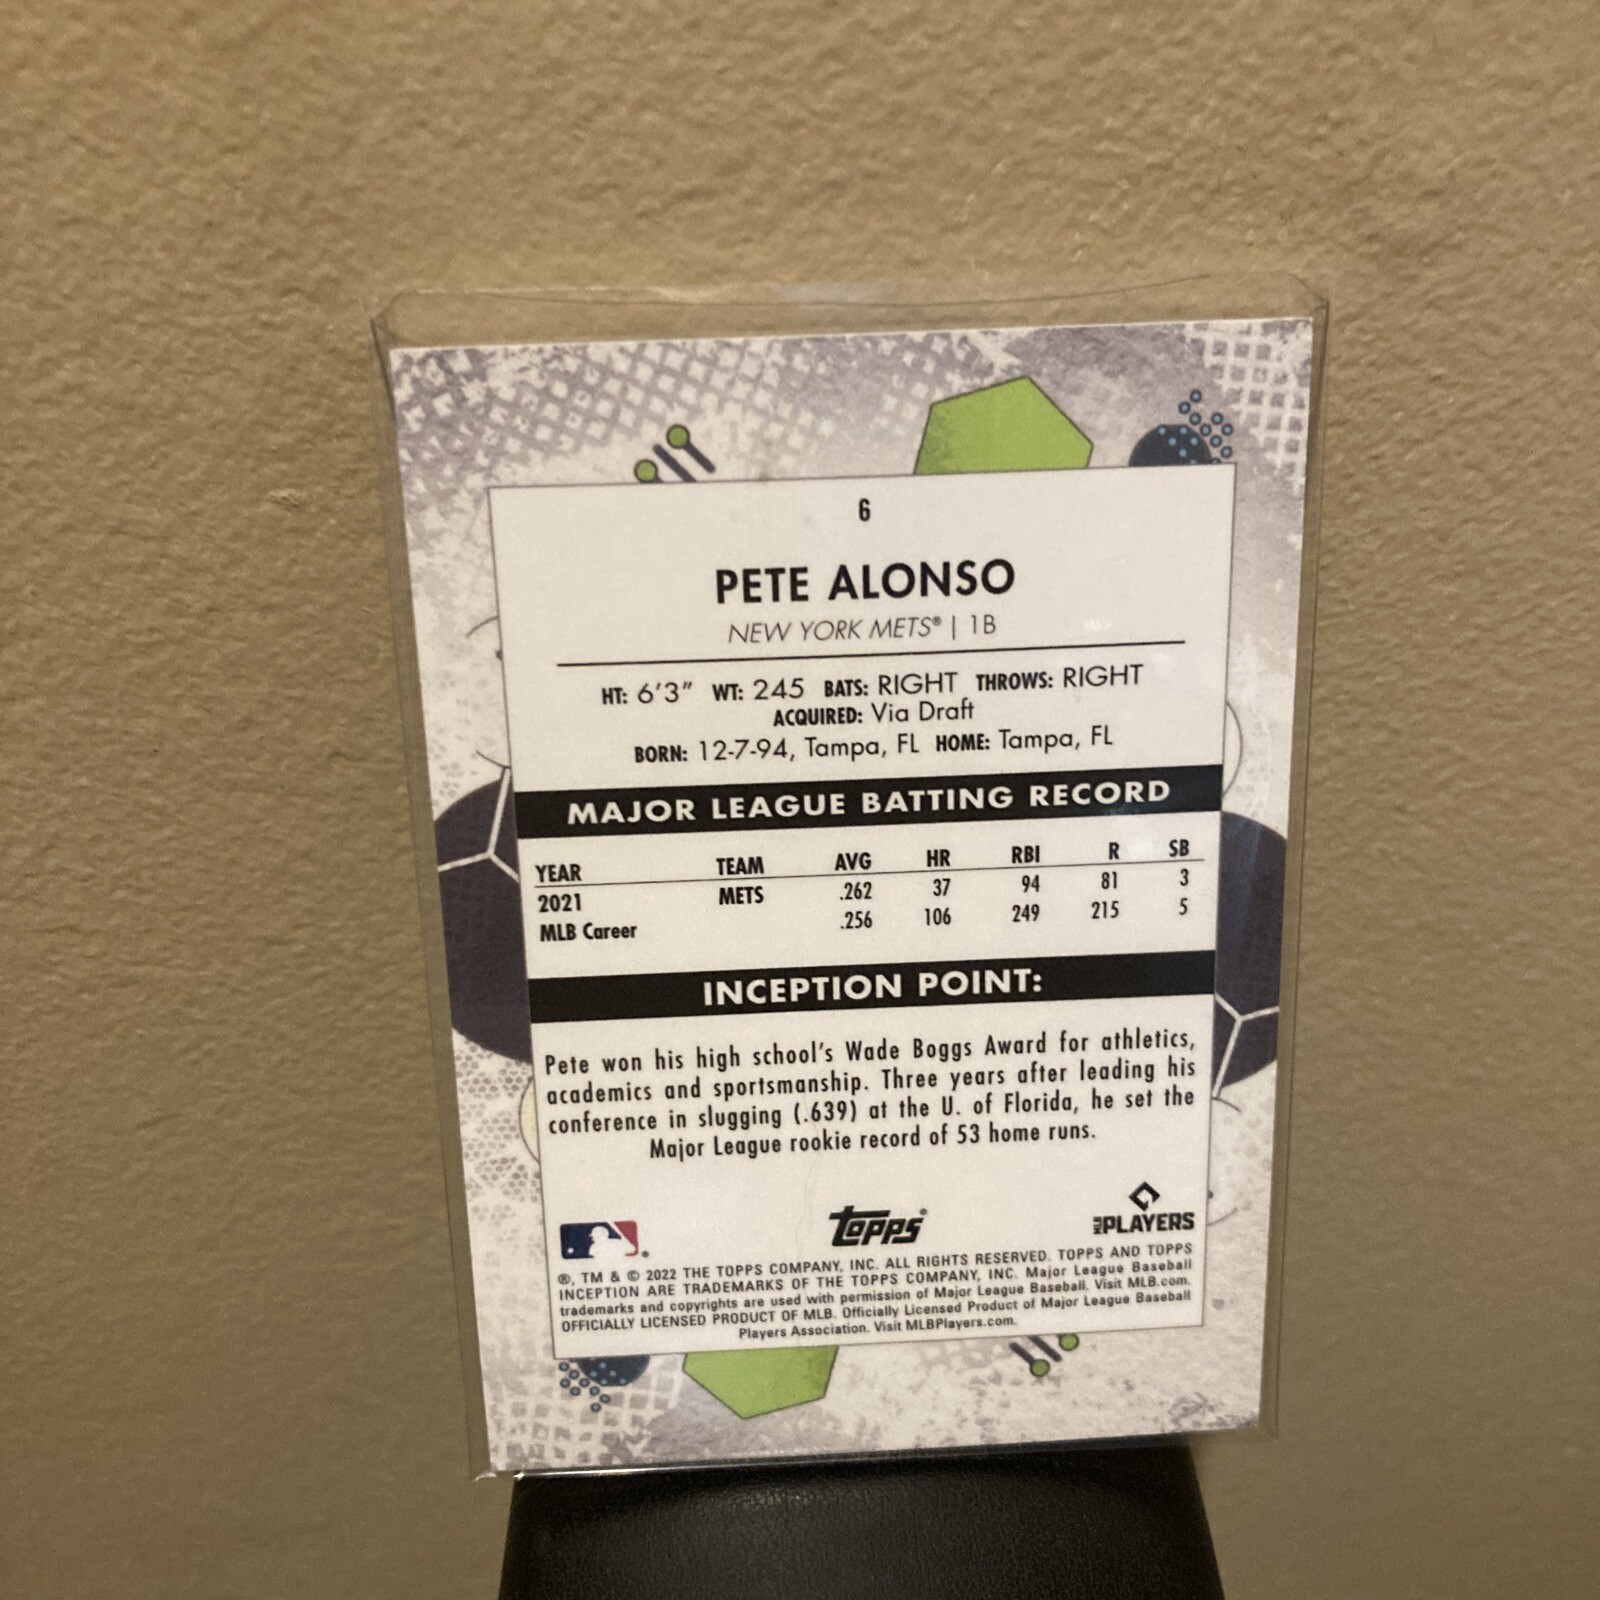 6
PETE ALONSO
NEW YORK METS® | 1B
HT: 6'3" WT: 245 BATS: RIGHT THROWS: RIGHT
ACQUIRED: Via Draft
BORN: 12-7-94, Tampa, FL HOME: Tampa, FL
MAJOR LEAGUE BATTING RECORD
YEAR TEAM AVG HR RBI R SB
2021 METS .262 37 94 81 3
MLB Career .256 106 249 215 5
INCEPTION POINT:
Pete won his high school's Wade Boggs Award for athletics,
academics and sportsmanship. Three years after leading his
conference in slugging (.639) at the U. of Florida, he set the
Major League rookie record of 53 home runs.
topps® PLAYERS
®, TM & © 2022 THE TOPPS COMPANY, INC. ALL RIGHTS RESERVED. TOPPS AND TOPPS
INCEPTION ARE TRADEMARKS OF THE TOPPS COMPANY, INC. Major League Baseball
trademarks and copyrights are used with permission of Major League Baseball. Visit MLB.com.
OFFICIALLY LICENSED PRODUCT OF MLB. Officially Licensed Product of Major League Baseball
Players Association. Visit MLBPlayers.com.